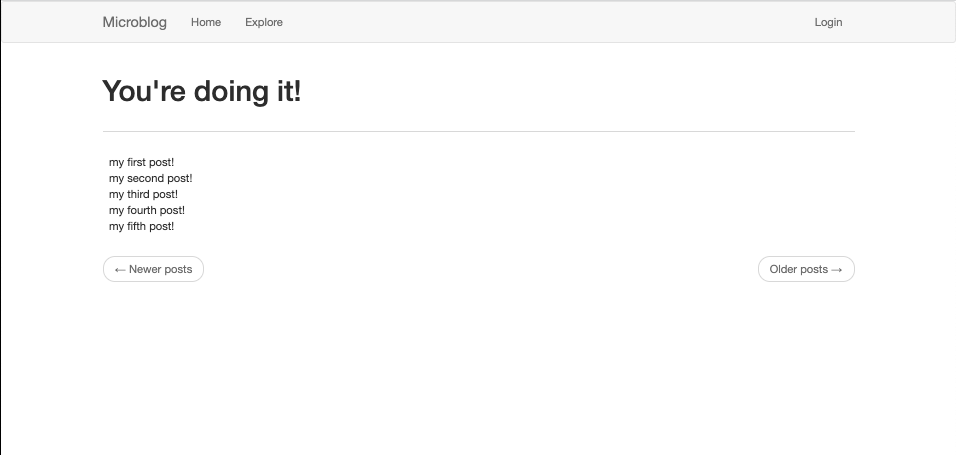 Microblog Home Explore Login
You're doing it!
my first post!
my second post!
my third post!
my fourth post!
my fifth post!
← Newer posts Older posts →